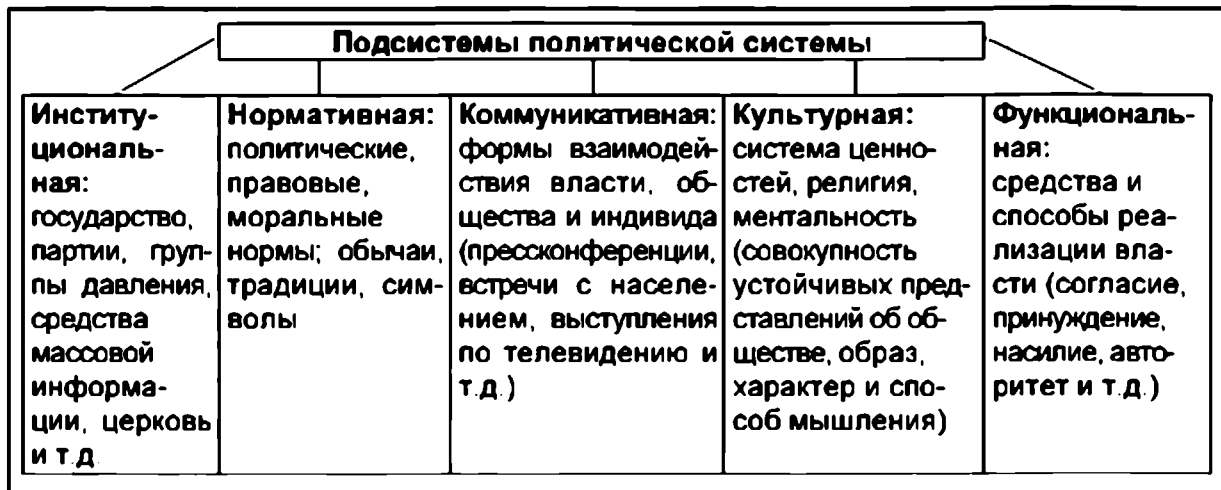 Подсистемы политической системы
Институ-
циональ-
ная:
государство,
партии, груп-
пы давления,
средства
массовой
информа-
ции, церковь
и т.д
Нормативная:
политические,
правовые,
моральные
нормы; обычаи,
традиции, сим-
волы
Коммуникативная:
формы взаимодей-
ствия власти, об-
щества и индивида
(прессконференции,
встречи с населе-
нием, выступления
по телевидению и
т.д.)
Культурная:
система ценно-
стей, религия,
ментальность
(совокупность
устойчивых пред-
ставлений об об-
ществе, образ,
характер и спо-
соб мышления)
Функциональ-
ная:
средства и
способы реа-
лизации вла-
сти (согласие,
принуждение,
насилие, авто-
ритет и т.д.)